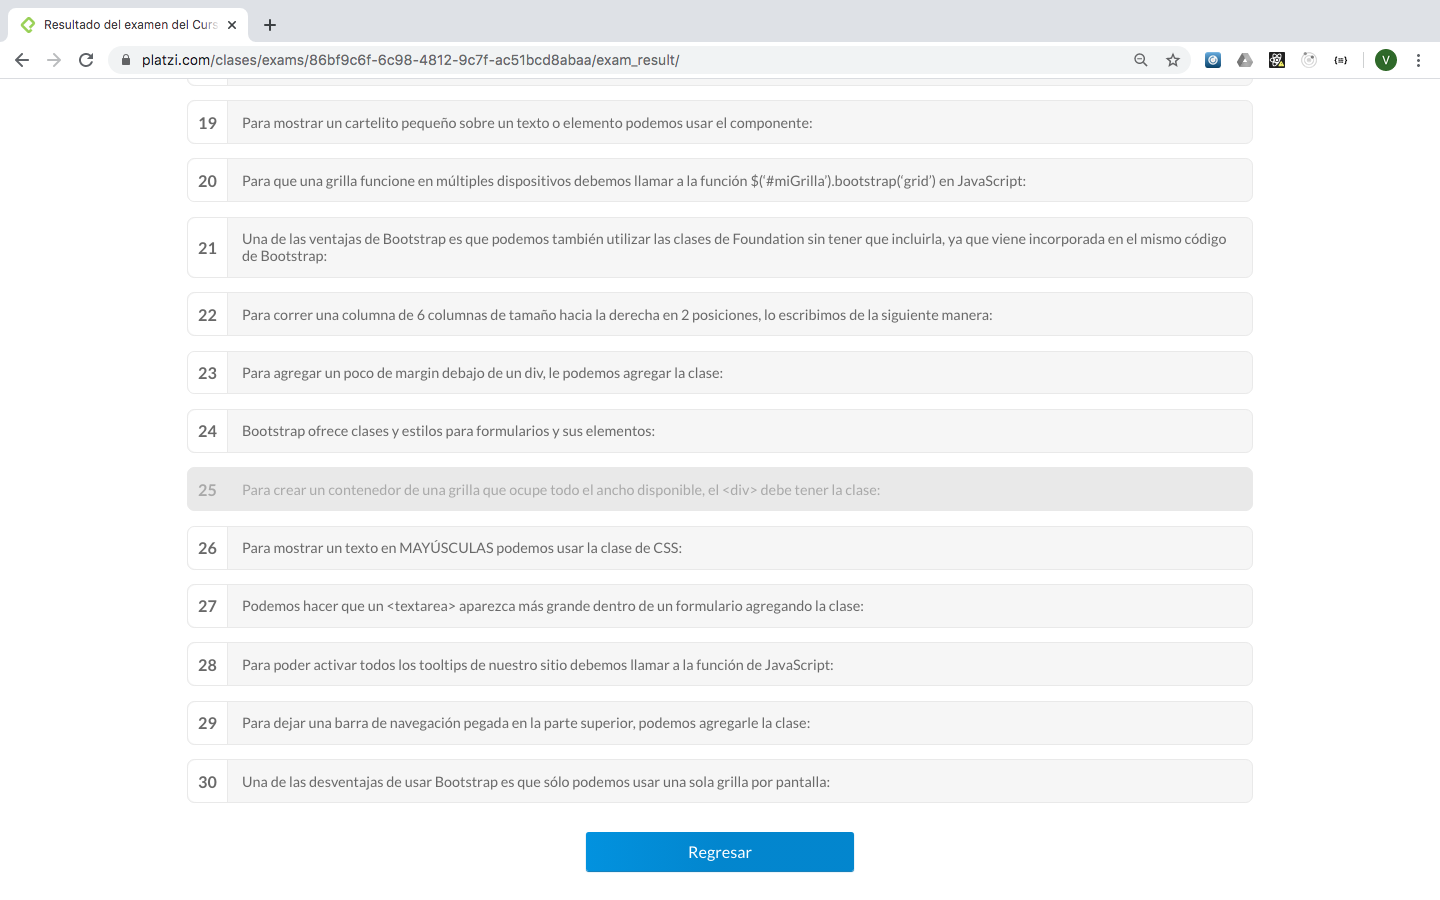 Resultado del examen del Curs
platzi.com/clases/exams/86bf9c6f-6c98-4812-9c7f-ac51bcd8abaa/exam_result/
V
19 Para mostrar un cartelito pequeño sobre un texto o elemento podemos usar el componente:
20 Para que una grilla funcione en múltiples dispositivos debemos llamar a la función $(‘#miGrilla’).bootstrap(‘grid’) en JavaScript:
21 Una de las ventajas de Bootstrap es que podemos también utilizar las clases de Foundation sin tener que incluirla, ya que viene incorporada en el mismo código
de Bootstrap:
22 Para correr una columna de 6 columnas de tamaño hacia la derecha en 2 posiciones, lo escribimos de la siguiente manera:
23 Para agregar un poco de margin debajo de un div, le podemos agregar la clase:
24 Bootstrap ofrece clases y estilos para formularios y sus elementos:
25 Para crear un contenedor de una grilla que ocupe todo el ancho disponible, el <div> debe tener la clase:
26 Para mostrar un texto en MAYÚSCULAS podemos usar la clase de CSS:
27 Podemos hacer que un <textarea> aparezca más grande dentro de un formulario agregando la clase:
28 Para poder activar todos los tooltips de nuestro sitio debemos llamar a la función de JavaScript:
29 Para dejar una barra de navegación pegada en la parte superior, podemos agregarle la clase:
30 Una de las desventajas de usar Bootstrap es que sólo podemos usar una sola grilla por pantalla:
Regresar